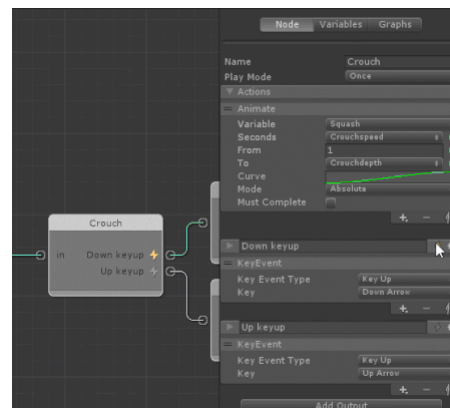 Node Variables Graphs
Name Crouch
Play Mode Once
Actions
Animate
Variable Squash
Seconds Crouchspeed
From 1
To Crouchdepth
Curve
Mode Absolute
Must Complete
Crouch
in Down keyup
Up keyup
Down keyup
KeyEvent
Key Event Type Key Up
Key Down Arrow
Up keyup
KeyEvent
Key Event Type Key Up
Key Up Arrow
Add Output